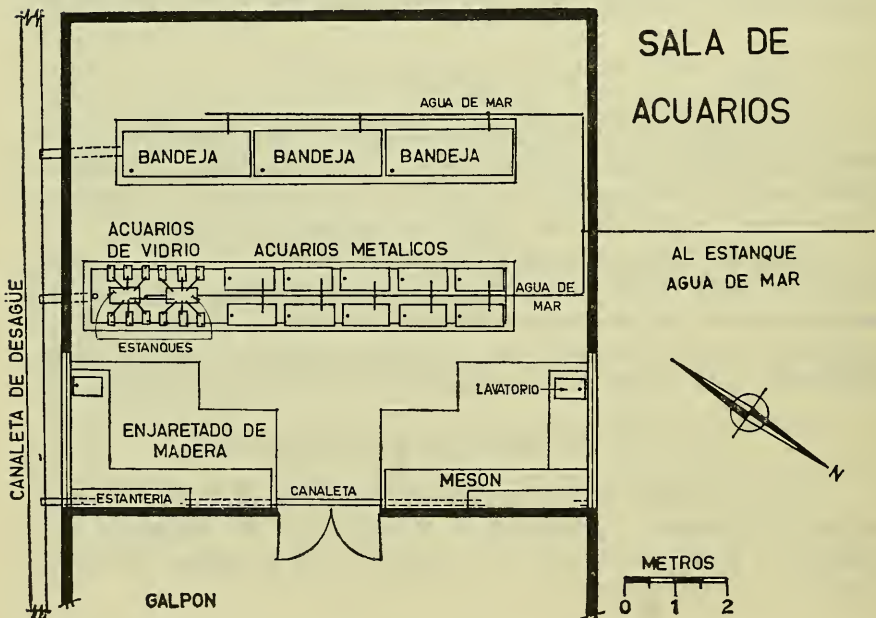 SALA DE
ACUARIOS
AGUA DE MAR
BANDEJA
BANDEJA
BANDEJA
ACUARIOS
DE VIDRIO
ACUARIOS METALICOS
AL ESTANQUE
AGUA DE MAR
AGUA DE
MAR
ESTANQUES
CANALETA DE DESAGÜE
LAVATORIO
ENJARETADO DE
MADERA
MESON
ESTANTERIA
CANALETA
N
METROS
0 1 2
GALPON